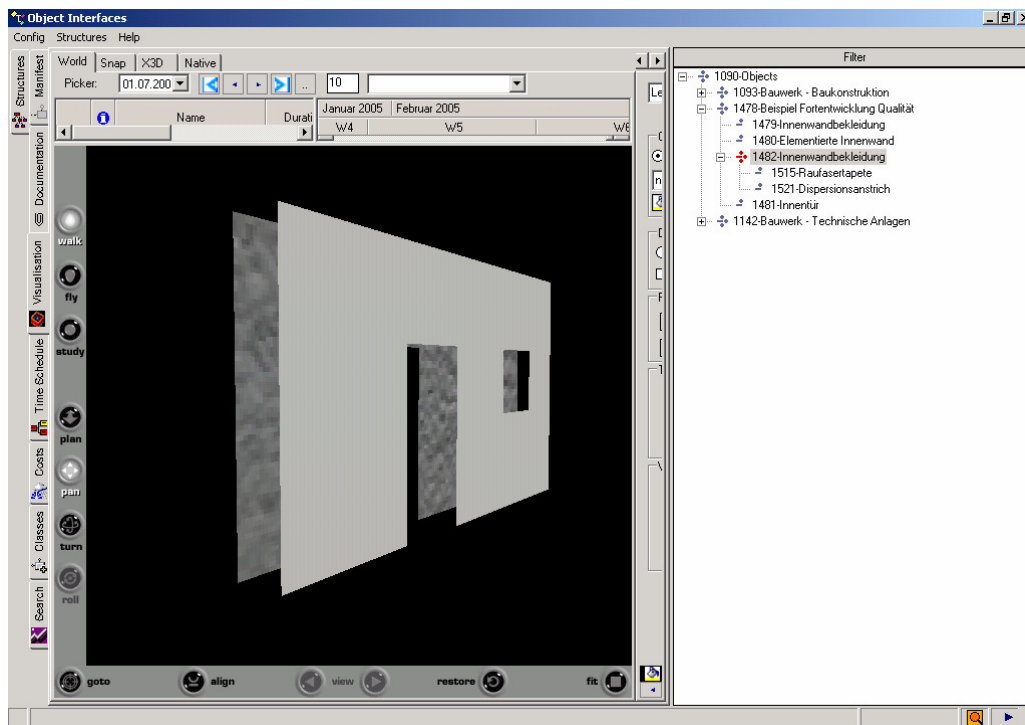 Object Interfaces
Config Structures Help
World Snap X3D Native
Picker: 01.07.200 .. 10
Name Durati
Januar 2005 Februar 2005
W4 W5 W6
Structures
Manifest
Documentation
Visualisation
Time Schedule
Costs
Classes
Search
walk
fly
study
plan
pan
turn
roll
goto align view restore fit
Le
Filter
1090-Objects
1093-Bauwerk - Baukonstruktion
1478-Beispiel Fortentwicklung Qualität
1479-Innenwandbekleidung
1480-Elementierte Innenwand
1482-Innenwandbekleidung
1515-Raufasertapete
1521-Dispersionsanstrich
1481-Innentür
1142-Bauwerk - Technische Anlagen